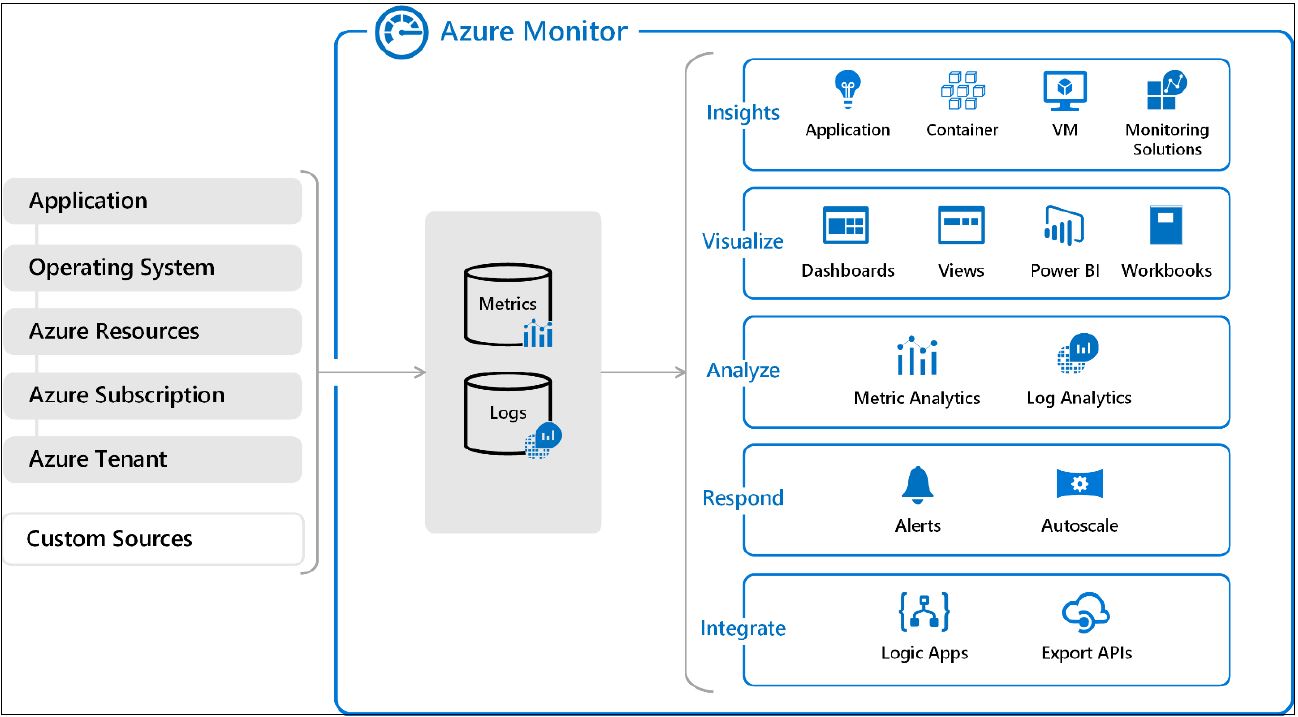 Azure Monitor
Application
Operating System
Azure Resources
Azure Subscription
Azure Tenant
Custom Sources
Metrics
Logs
Insights
Application
Container
VM
Monitoring
Solutions
Visualize
Dashboards
Views
Power BI
Workbooks
Analyze
Metric Analytics
Log Analytics
Respond
Alerts
Autoscale
Integrate
Logic Apps
Export APIs